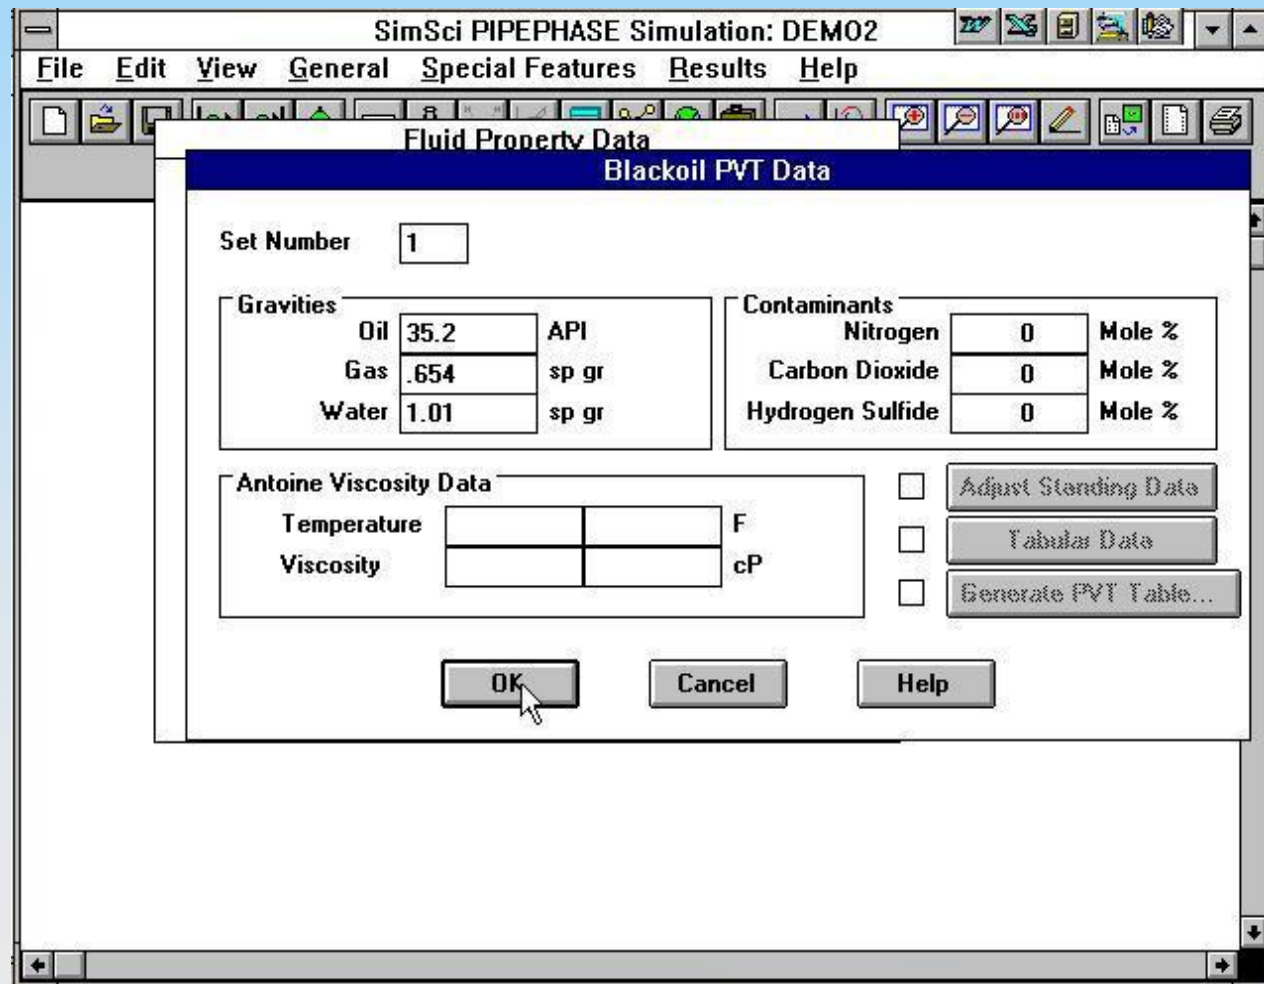 SimSci PIPEPHASE Simulation: DEMO2
File Edit View General Special Features Results Help
Fluid Property Data
Blackoil PVT Data
Set Number 1
Gravities
Oil 35.2 API
Gas .654 sp gr
Water 1.01 sp gr
Contaminants
Nitrogen 0 Mole %
Carbon Dioxide 0 Mole %
Hydrogen Sulfide 0 Mole %
Antoine Viscosity Data
Temperature F
Viscosity cP
Adjust Standing Data
Tabular Data
Generate PVT Table...
OK Cancel Help